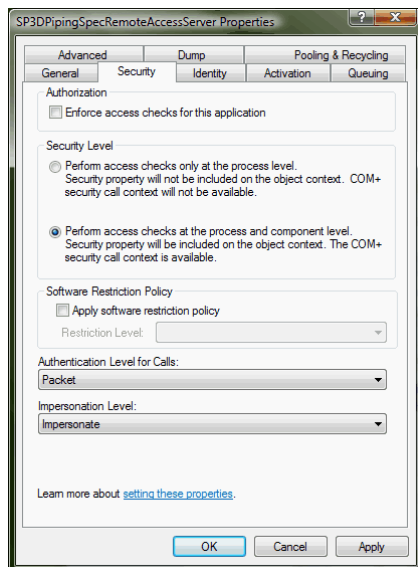 SP3DPipingSpecRemoteAccessServer Properties
Advanced Dump Pooling & Recycling
General Security Identity Activation Queuing
Authorization
Enforce access checks for this application
Security Level
Perform access checks only at the process level.
Security property will not be included on the object context. COM+
security call context will not be available.
Perform access checks at the process and component level.
Security property will be included on the object context. The COM+
security call context is available.
Software Restriction Policy
Apply software restriction policy
Restriction Level:
Authentication Level for Calls:
Packet
Impersonation Level:
Impersonate
Learn more about setting these properties.
OK Cancel Apply